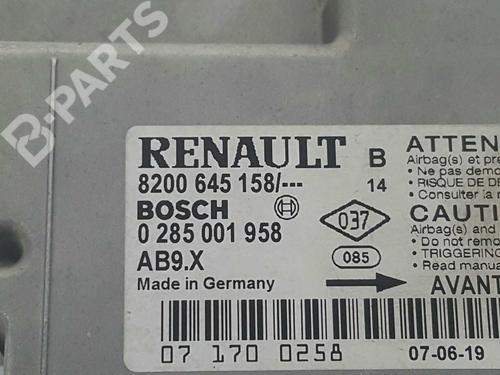 B-PARTS
RENAULT B
8200 645 158/--- 14
BOSCH 037
0 285 001 958
AB9.X 085
Made in Germany
07 170 0258
07-06-19
ATTEN
Airbag(s) et pre
• Ne pas demo
• RISQUE DE DE
• Consulter la r
CAUTI
Airbag(s) and
• Do not remo
• TRIGGERING
• Read manua
AVANT